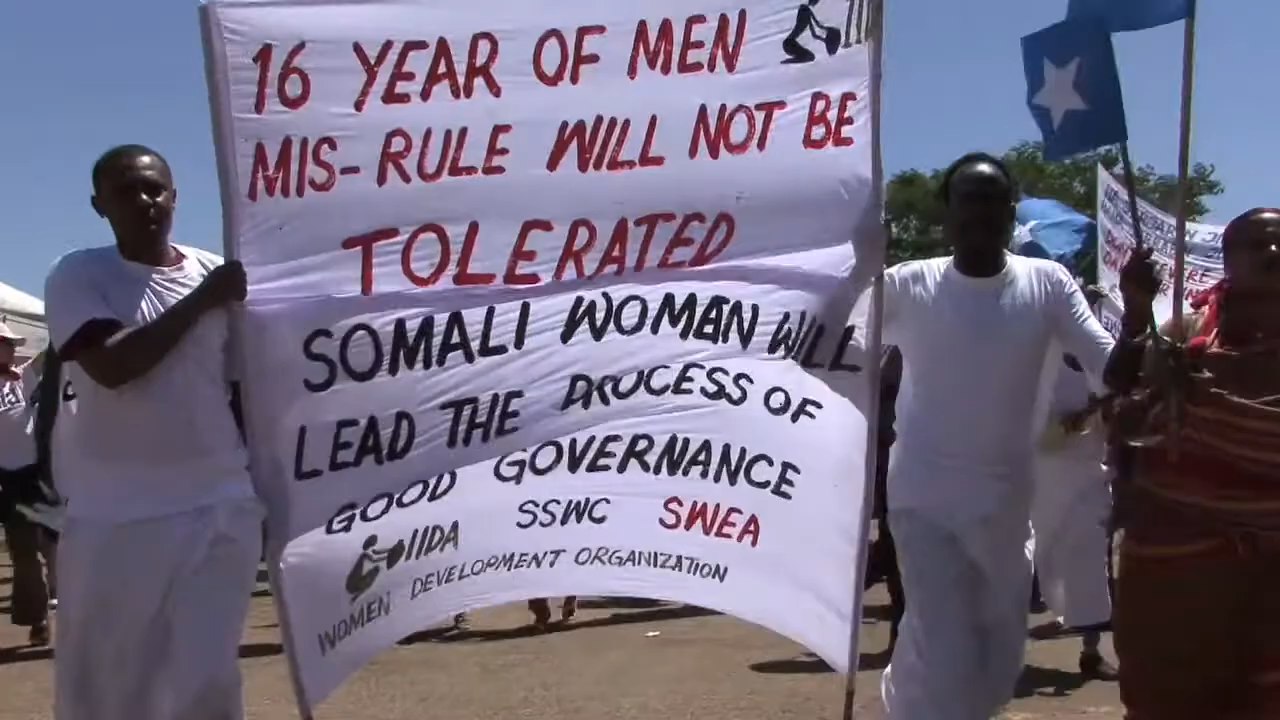 16 YEAR OF MEN
MIS-RULE WILL NOT BE
TOLERATED
SOMALI WOMEN WILL
LEAD THE PROCESS OF
GOOD GOVERNANCE
IIDA SSWC SWEA
WOMEN DEVELOPMENT ORGANIZATION